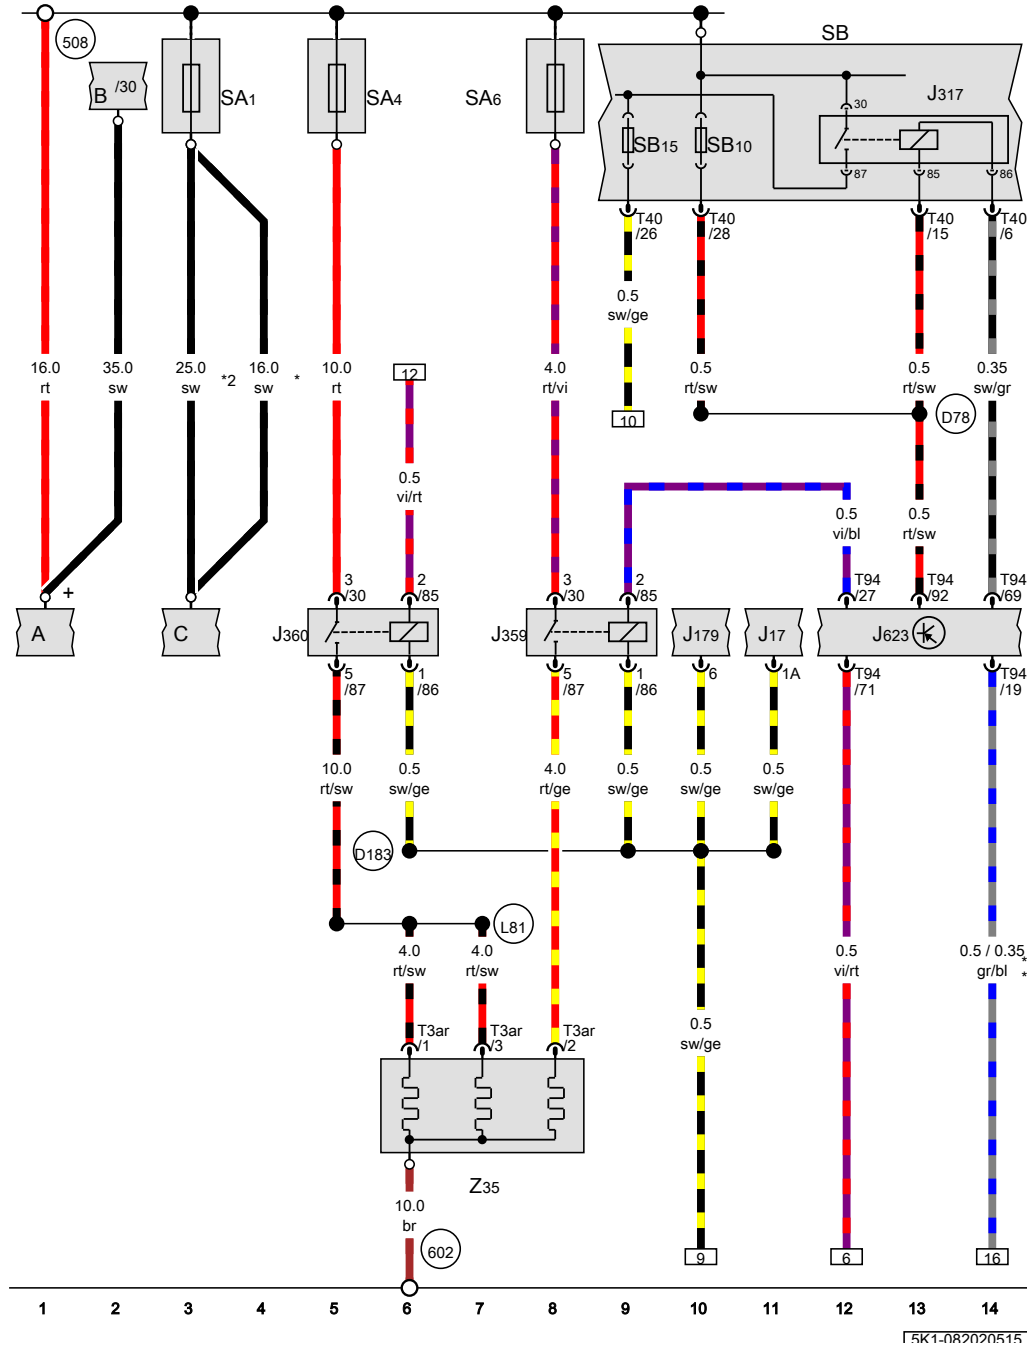 508
B /30
SA1
SA4
SA6
SB
J317
30
SB15
SB10
87
85
86
T40
/26
T40
/28
T40
/15
T40
/6
0.5
sw/ge
16.0
rt
35.0
sw
25.0
sw
*2
16.0
sw
*
10.0
rt
12
4.0
rt/vi
10
0.5
rt/sw
0.5
rt/sw
0.35
sw/gr
D78
0.5
vi/rt
0.5
vi/bl
0.5
rt/sw
+
3
/30
2
/85
3
/30
2
/85
T94
/27
T94
/92
T94
/69
A
C
J360
J359
J179
J17
J623
5
/87
1
/86
5
/87
1
/86
6
1A
T94
/71
T94
/19
10.0
rt/sw
0.5
sw/ge
4.0
rt/ge
0.5
sw/ge
0.5
sw/ge
0.5
sw/ge
D183
L81
4.0
rt/sw
4.0
rt/sw
0.5
vi/rt
0.5 / 0.35
gr/bl
*
*
T3ar
/1
T3ar
/3
T3ar
/2
0.5
sw/ge
Z35
10.0
br
602
9
6
16
1 2 3 4 5 6 7 8 9 10 11 12 13 14
5K1-082020515